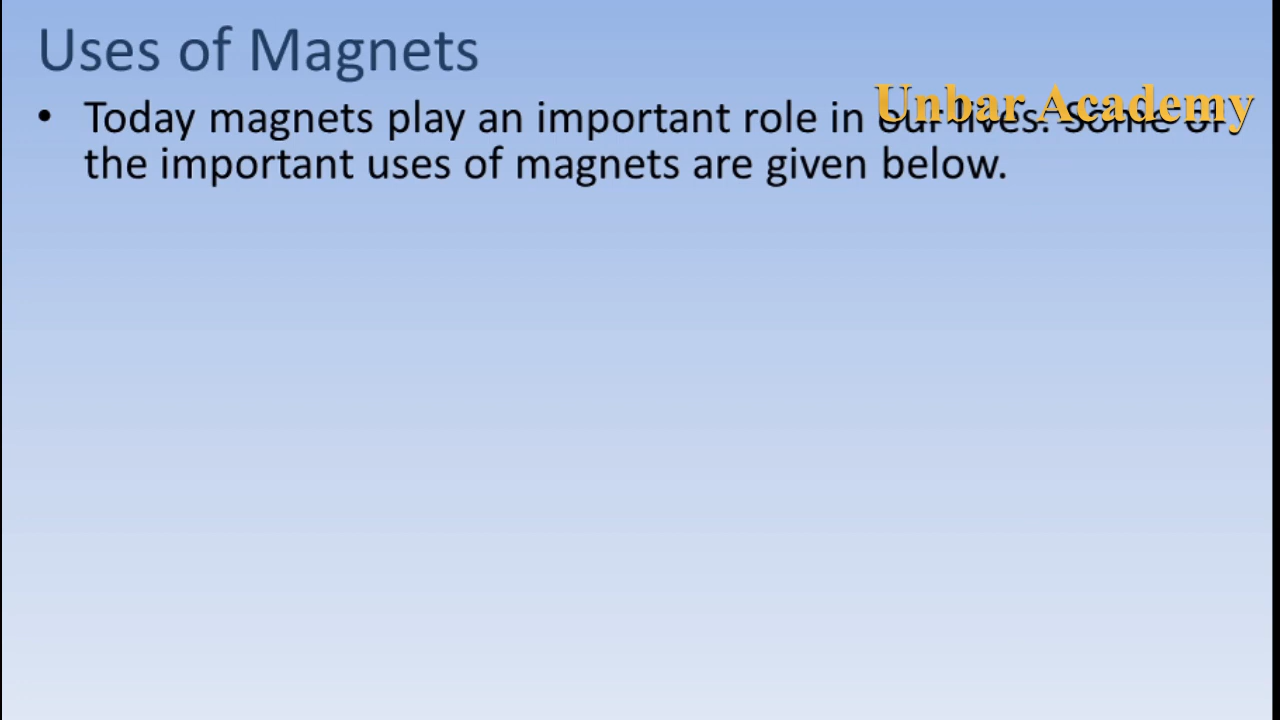 Uses of Magnets
Unbar Academy
• Today magnets play an important role in our lives. Some of
the important uses of magnets are given below.